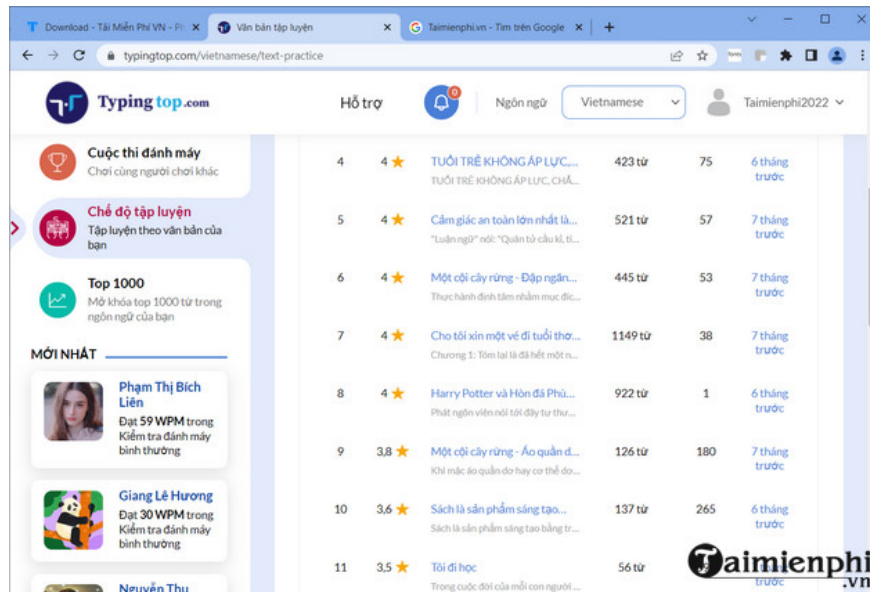 Download - Tải Miễn Phí VN - Ph
Văn bản tập luyện
Taimienphi.vn - Tìm trên Google
typingtop.com/vietnamese/text-practice
Typing top.com
Hỗ trợ
0
Ngôn ngữ
Vietnamese
Taimienphi2022
Cuộc thi đánh máy
Chơi cùng người chơi khác
Chế độ tập luyện
Tập luyện theo văn bản của
bạn
Top 1000
Mở khóa top 1000 từ trong
ngôn ngữ của bạn
MỚI NHẤT
Phạm Thị Bích
Liên
Đạt 59 WPM trong
Kiểm tra đánh máy
bình thường
Giang Lê Hương
Đạt 30 WPM trong
Kiểm tra đánh máy
bình thường
Nguyễn Thu
4 4 TUỔI TRẺ KHÔNG ÁP LỰC,... 423 từ 75 6 tháng
trước
TUỔI TRẺ KHÔNG ÁP LỰC, CHẲ...
5 4 Cảm giác an toàn lớn nhất là... 521 từ 57 7 tháng
trước
"Luận ngữ" nói: "Quân tử cầu kỉ, ti...
6 4 Một cội cây rừng - Đập ngăn... 445 từ 53 7 tháng
trước
Thực hành định tâm nhằm mục đíc...
7 4 Cho tôi xin một vé đi tuổi thơ... 1149 từ 38 7 tháng
trước
Chương 1: Tóm lại là đã hết một n...
8 4 Harry Potter và Hòn đá Phù... 922 từ 1 6 tháng
trước
Phát ngôn viên nói tới đây tự thư...
9 3,8 Một cội cây rừng - Áo quần d... 126 từ 180 7 tháng
trước
Khi mặc áo quần dơ hay cơ thể dơ...
10 3,6 Sách là sản phẩm sáng tạo... 137 từ 265 6 tháng
trước
Sách là sản phẩm sáng tạo bằng tr...
11 3,5 Tôi đi học 56 từ
trước
Trong cuộc đời của mỗi con người ...
Taimienphi
.vn